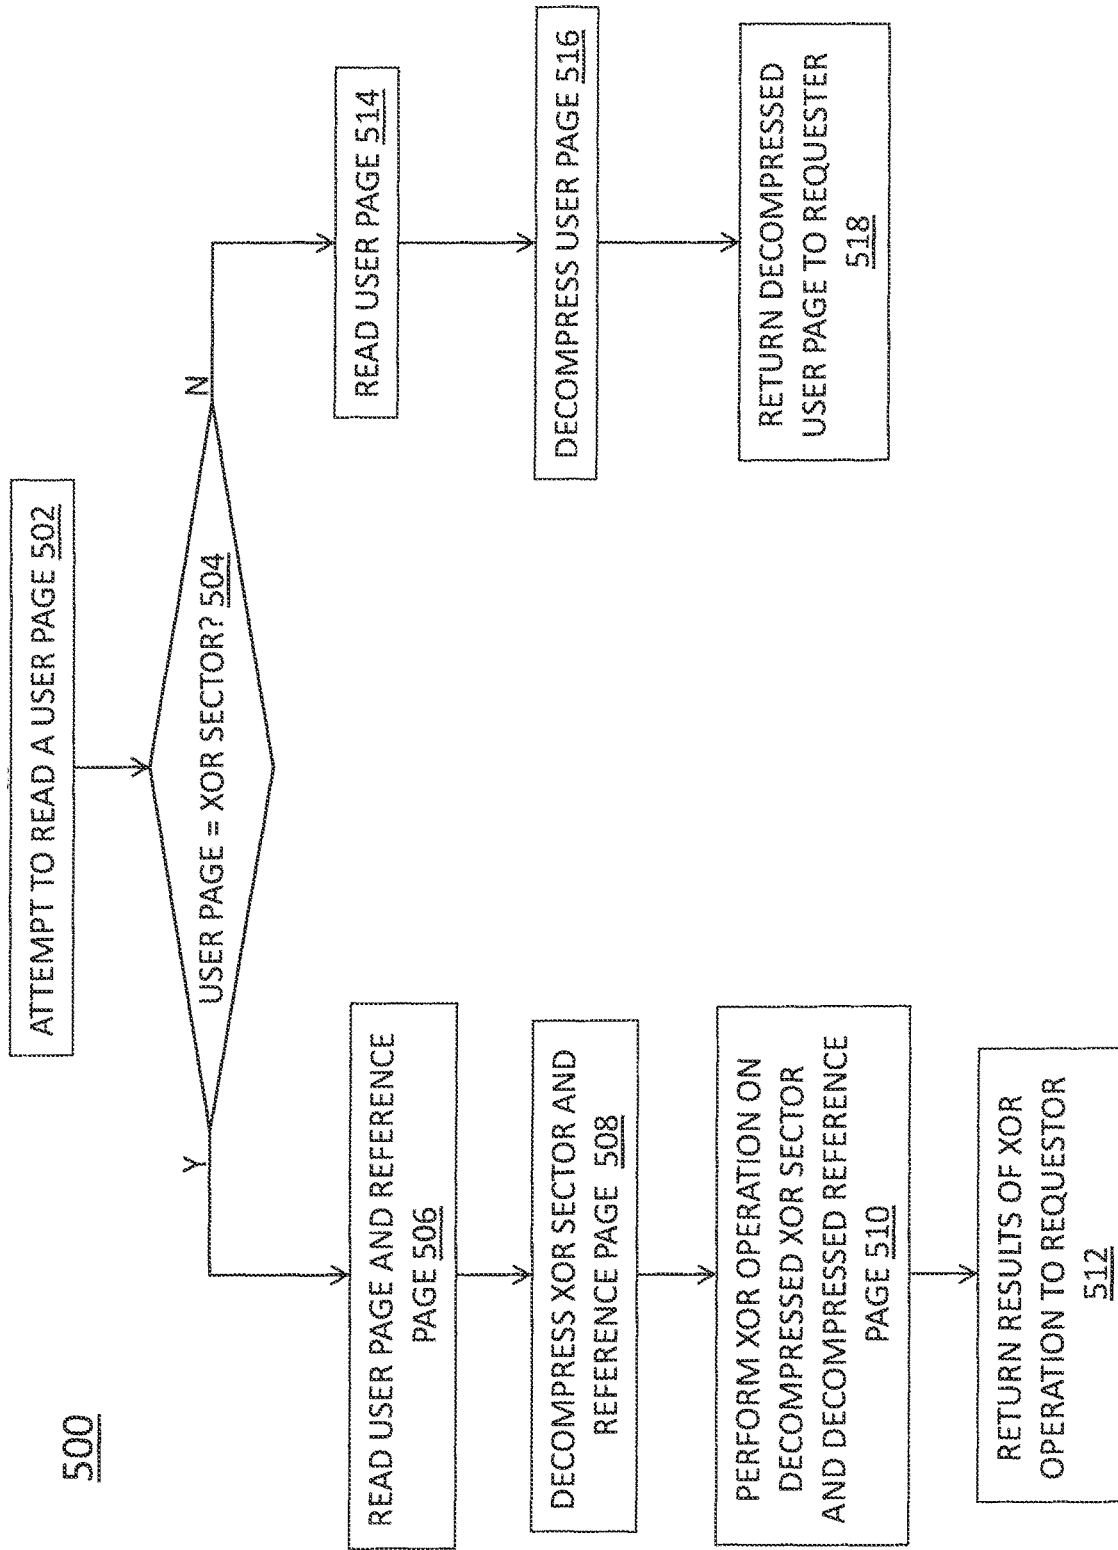 500
ATTEMPT TO READ A USER PAGE 502
USER PAGE = XOR SECTOR? 504
Y
N
READ USER PAGE AND REFERENCE
PAGE 506
DECOMPRESS XOR SECTOR AND
REFERENCE PAGE 508
PERFORM XOR OPERATION ON
DECOMPRESSED XOR SECTOR
AND DECOMPRESSED REFERENCE
PAGE 510
RETURN RESULTS OF XOR
OPERATION TO REQUESTOR
512
READ USER PAGE 514
DECOMPRESS USER PAGE 516
RETURN DECOMPRESSED
USER PAGE TO REQUESTER
518